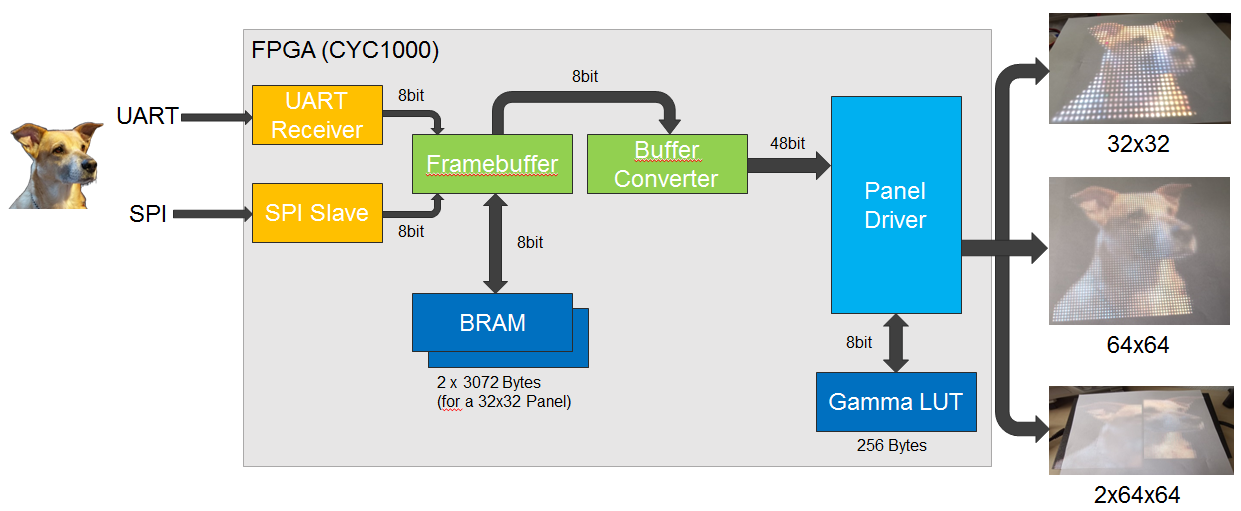 FPGA (CYC1000)
UART
UART
Receiver
8bit
8bit
Framebuffer
Buffer
Converter
48bit
Panel
Driver
SPI
SPI Slave
8bit
8bit
BRAM
2 x 3072 Bytes
(for a 32x32 Panel)
8bit
Gamma LUT
256 Bytes
32x32
64x64
2x64x64